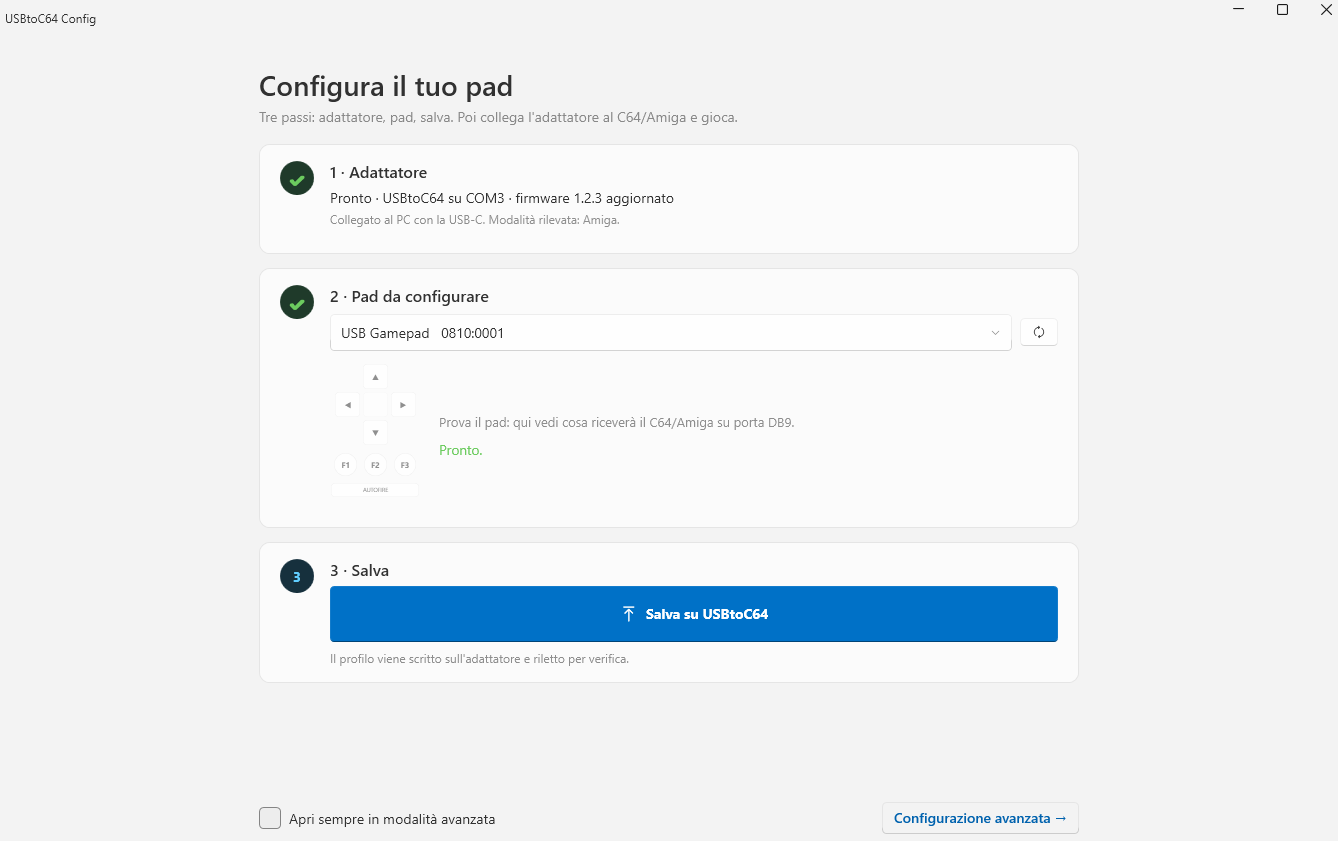 USBtoC64 Config
Configura il tuo pad
Tre passi: adattatore, pad, salva. Poi collega l'adattatore al C64/Amiga e gioca.
1 · Adattatore
Pronto · USBtoC64 su COM3 · firmware 1.2.3 aggiornato
Collegato al PC con la USB-C. Modalità rilevata: Amiga.
2 · Pad da configurare
USB Gamepad 0810:0001
Prova il pad: qui vedi cosa riceverà il C64/Amiga su porta DB9.
Pronto.
F1 F2 F3
AUTOFIRE
3
3 · Salva
Salva su USBtoC64
Il profilo viene scritto sull'adattatore e riletto per verifica.
Apri sempre in modalità avanzata
Configurazione avanzata →